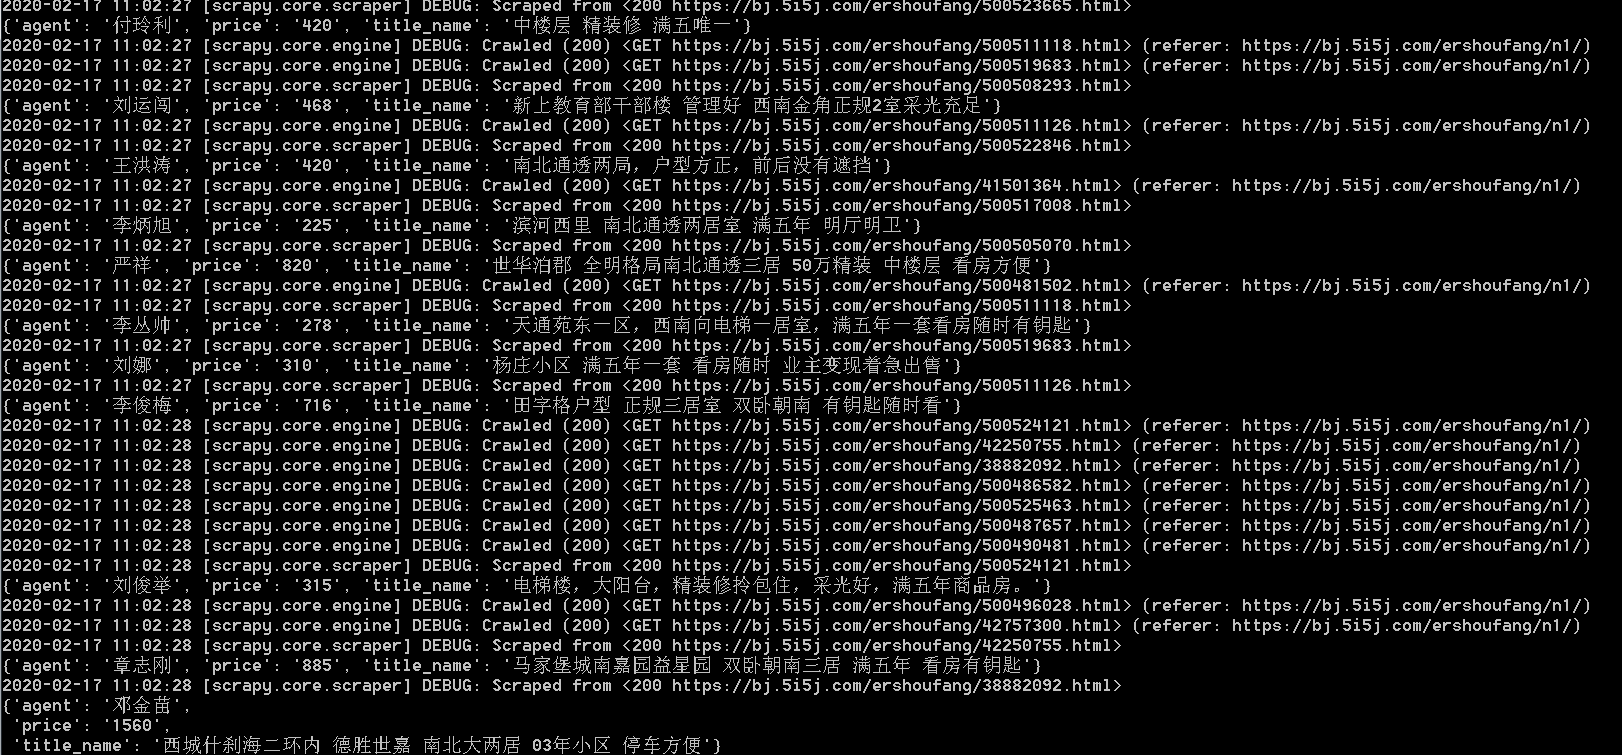 2020-02-17 11:02:27 [scrapy.core.scraper] DEBUG: Scraped from <200 https://bj.5i5j.com/ershoufang/500523665.html>
{'agent': '付玲利', 'price': '420', 'title_name': '中楼层 精装修 满五唯一'}
2020-02-17 11:02:27 [scrapy.core.engine] DEBUG: Crawled (200) <GET https://bj.5i5j.com/ershoufang/500511118.html> (referer: https://bj.5i5j.com/ershoufang/n1/)
2020-02-17 11:02:27 [scrapy.core.engine] DEBUG: Crawled (200) <GET https://bj.5i5j.com/ershoufang/500519683.html> (referer: https://bj.5i5j.com/ershoufang/n1/)
2020-02-17 11:02:27 [scrapy.core.scraper] DEBUG: Scraped from <200 https://bj.5i5j.com/ershoufang/500508293.html>
{'agent': '刘运闯', 'price': '468', 'title_name': '新上教育部干部楼 管理好 西南金角正规2室采光充足'}
2020-02-17 11:02:27 [scrapy.core.engine] DEBUG: Crawled (200) <GET https://bj.5i5j.com/ershoufang/500511126.html> (referer: https://bj.5i5j.com/ershoufang/n1/)
2020-02-17 11:02:27 [scrapy.core.scraper] DEBUG: Scraped from <200 https://bj.5i5j.com/ershoufang/500522846.html>
{'agent': '王洪涛', 'price': '420', 'title_name': '南北通透两局，户型方正，前后没有遮挡'}
2020-02-17 11:02:27 [scrapy.core.engine] DEBUG: Crawled (200) <GET https://bj.5i5j.com/ershoufang/41501364.html> (referer: https://bj.5i5j.com/ershoufang/n1/)
2020-02-17 11:02:27 [scrapy.core.scraper] DEBUG: Scraped from <200 https://bj.5i5j.com/ershoufang/500517008.html>
{'agent': '李炳旭', 'price': '225', 'title_name': '滨河西里 南北通透两居室 满五年 明厅明卫'}
2020-02-17 11:02:27 [scrapy.core.scraper] DEBUG: Scraped from <200 https://bj.5i5j.com/ershoufang/500505070.html>
{'agent': '严祥', 'price': '820', 'title_name': '世华泊郡 全明格局南北通透三居 50万精装 中楼层 看房方便'}
2020-02-17 11:02:27 [scrapy.core.engine] DEBUG: Crawled (200) <GET https://bj.5i5j.com/ershoufang/500481502.html> (referer: https://bj.5i5j.com/ershoufang/n1/)
2020-02-17 11:02:27 [scrapy.core.scraper] DEBUG: Scraped from <200 https://bj.5i5j.com/ershoufang/500511118.html>
{'agent': '李丛帅', 'price': '278', 'title_name': '天通苑东一区，西南向电梯一居室，满五年一套看房随时有钥匙'}
2020-02-17 11:02:27 [scrapy.core.scraper] DEBUG: Scraped from <200 https://bj.5i5j.com/ershoufang/500519683.html>
{'agent': '刘娜', 'price': '310', 'title_name': '杨庄小区 满五年一套 看房随时 业主变现着急出售'}
2020-02-17 11:02:27 [scrapy.core.scraper] DEBUG: Scraped from <200 https://bj.5i5j.com/ershoufang/500511126.html>
{'agent': '李俊梅', 'price': '716', 'title_name': '田字格户型 正规三居室 双卧朝南 有钥匙随时看'}
2020-02-17 11:02:28 [scrapy.core.engine] DEBUG: Crawled (200) <GET https://bj.5i5j.com/ershoufang/500524121.html> (referer: https://bj.5i5j.com/ershoufang/n1/)
2020-02-17 11:02:28 [scrapy.core.engine] DEBUG: Crawled (200) <GET https://bj.5i5j.com/ershoufang/42250755.html> (referer: https://bj.5i5j.com/ershoufang/n1/)
2020-02-17 11:02:28 [scrapy.core.engine] DEBUG: Crawled (200) <GET https://bj.5i5j.com/ershoufang/38882092.html> (referer: https://bj.5i5j.com/ershoufang/n1/)
2020-02-17 11:02:28 [scrapy.core.engine] DEBUG: Crawled (200) <GET https://bj.5i5j.com/ershoufang/500486582.html> (referer: https://bj.5i5j.com/ershoufang/n1/)
2020-02-17 11:02:28 [scrapy.core.engine] DEBUG: Crawled (200) <GET https://bj.5i5j.com/ershoufang/500525463.html> (referer: https://bj.5i5j.com/ershoufang/n1/)
2020-02-17 11:02:28 [scrapy.core.engine] DEBUG: Crawled (200) <GET https://bj.5i5j.com/ershoufang/500487657.html> (referer: https://bj.5i5j.com/ershoufang/n1/)
2020-02-17 11:02:28 [scrapy.core.engine] DEBUG: Crawled (200) <GET https://bj.5i5j.com/ershoufang/500490481.html> (referer: https://bj.5i5j.com/ershoufang/n1/)
2020-02-17 11:02:28 [scrapy.core.scraper] DEBUG: Scraped from <200 https://bj.5i5j.com/ershoufang/500524121.html>
{'agent': '刘俊举', 'price': '315', 'title_name': '电梯楼，大阳台，精装修拎包住，采光好，满五年商品房。'}
2020-02-17 11:02:28 [scrapy.core.engine] DEBUG: Crawled (200) <GET https://bj.5i5j.com/ershoufang/500496028.html> (referer: https://bj.5i5j.com/ershoufang/n1/)
2020-02-17 11:02:28 [scrapy.core.engine] DEBUG: Crawled (200) <GET https://bj.5i5j.com/ershoufang/42757300.html> (referer: https://bj.5i5j.com/ershoufang/n1/)
2020-02-17 11:02:28 [scrapy.core.scraper] DEBUG: Scraped from <200 https://bj.5i5j.com/ershoufang/42250755.html>
{'agent': '章志刚', 'price': '885', 'title_name': '马家堡城南嘉园益星园 双卧朝南三居 满五年 看房有钥匙'}
2020-02-17 11:02:28 [scrapy.core.scraper] DEBUG: Scraped from <200 https://bj.5i5j.com/ershoufang/38882092.html>
{'agent': '邓金苗',
 'price': '1560',
 'title_name': '西城什刹海二环内 德胜世嘉 南北大两居 03年小区 停车方便'}